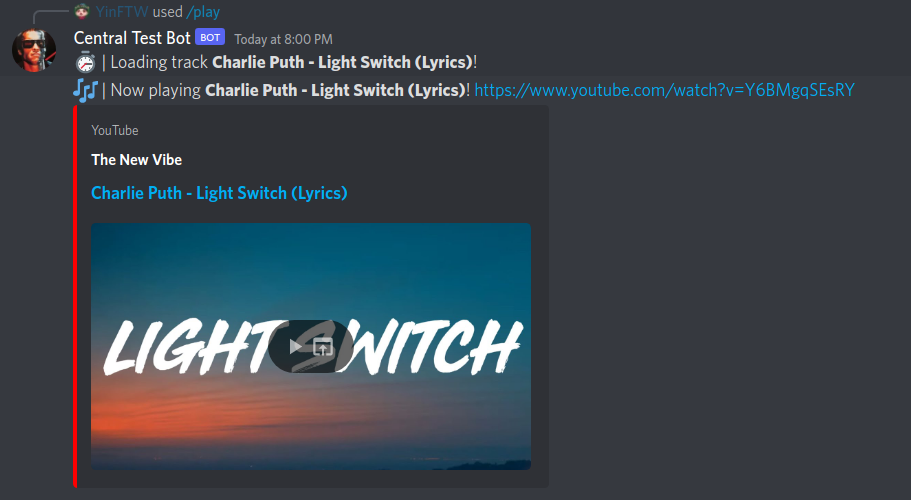 YinFTW used /play
Central Test Bot BOT Today at 8:00 PM
| Loading track Charlie Puth - Light Switch (Lyrics)!
| Now playing Charlie Puth - Light Switch (Lyrics)! https://www.youtube.com/watch?v=Y6BMgqSEsRY
YouTube
The New Vibe
Charlie Puth - Light Switch (Lyrics)
LIGHT SWITCH